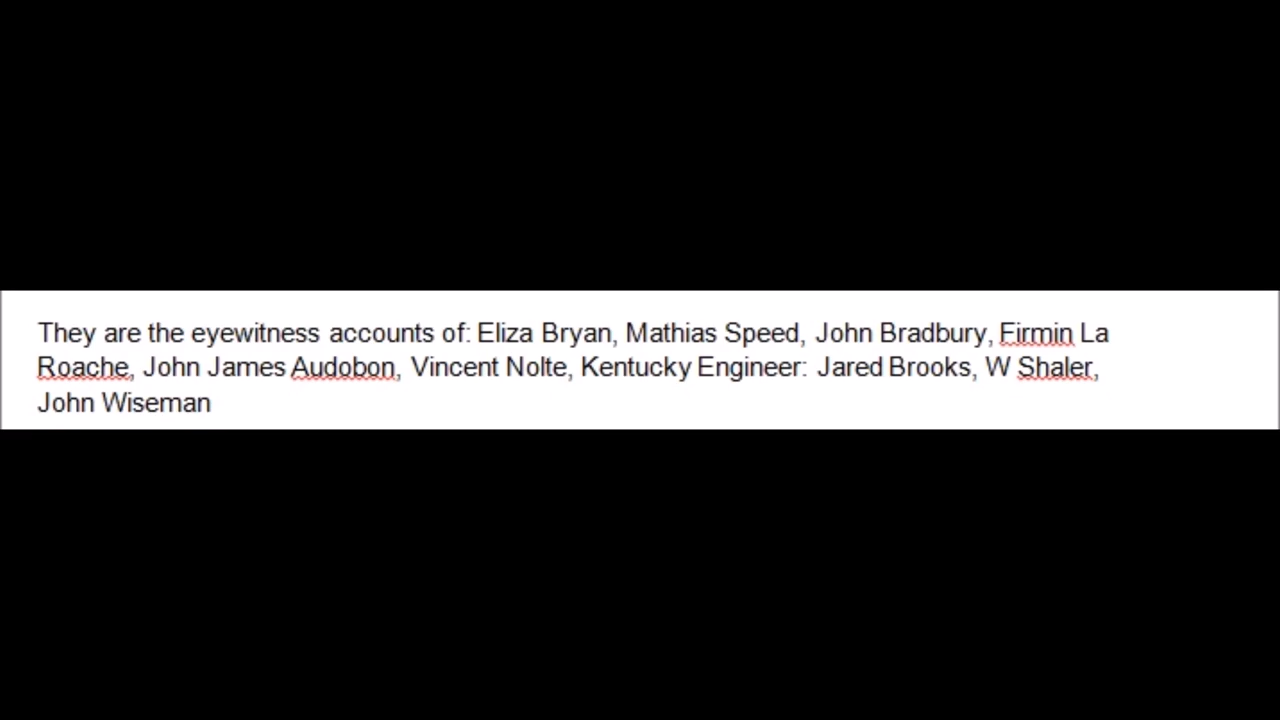 They are the eyewitness accounts of: Eliza Bryan, Mathias Speed, John Bradbury, Firmin La
Roache, John James Audobon, Vincent Nolte, Kentucky Engineer: Jared Brooks, W Shaler,
John Wiseman